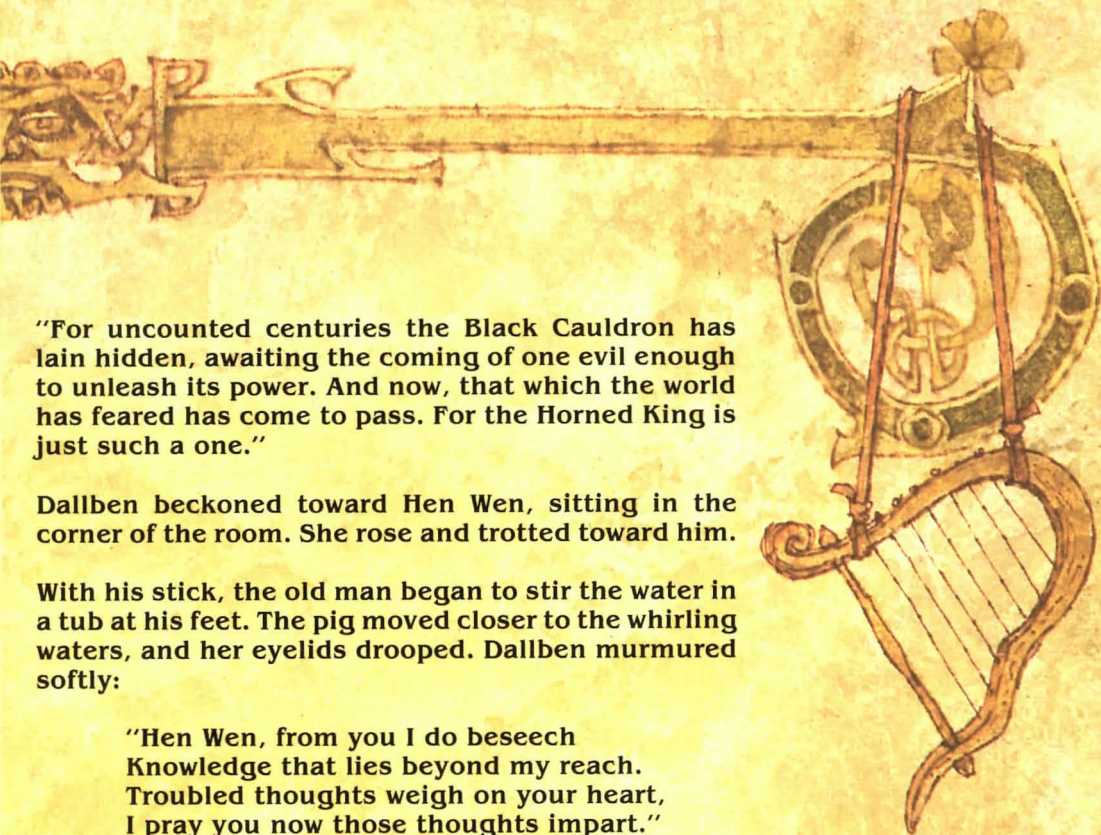 "For uncounted centuries the Black Cauldron has
lain hidden, awaiting the coming of one evil enough
to unleash its power. And now, that which the world
has feared has come to pass. For the Horned King is
just such a one."
Dallben beckoned toward Hen Wen, sitting in the
corner of the room. She rose and trotted toward him.
With his stick, the old man began to stir the water in
a tub at his feet. The pig moved closer to the whirling
waters, and her eyelids drooped. Dallben murmured
softly:
"Hen Wen, from you I do beseech
Knowledge that lies beyond my reach.
Troubled thoughts weigh on your heart,
I pray you now those thoughts impart."